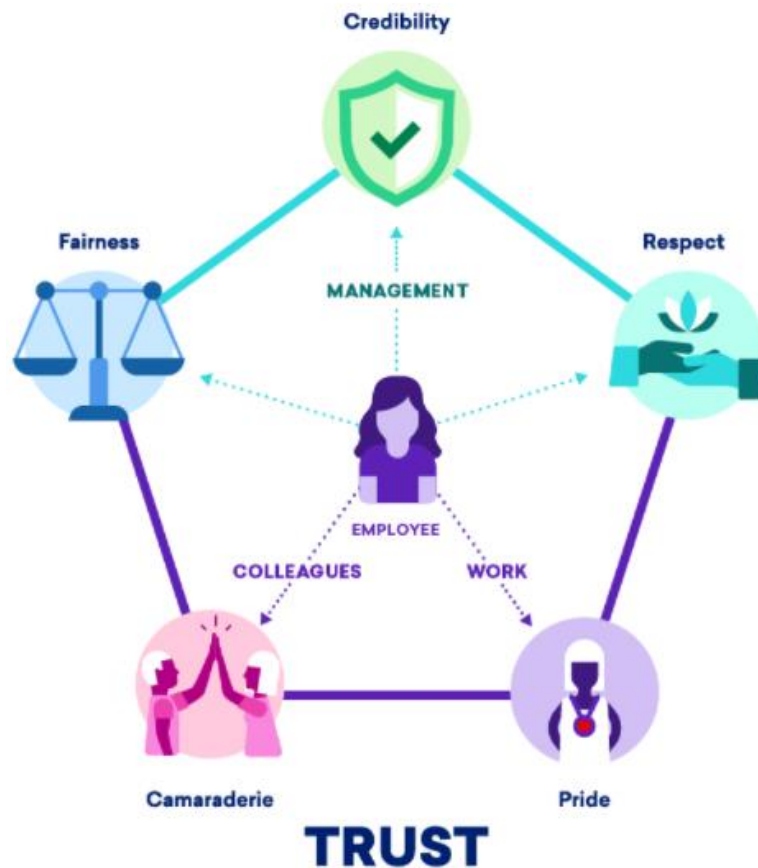 Credibility
Fairness
Respect
MANAGEMENT
EMPLOYEE
COLLEAGUES
WORK
Camaraderie
Pride
TRUST